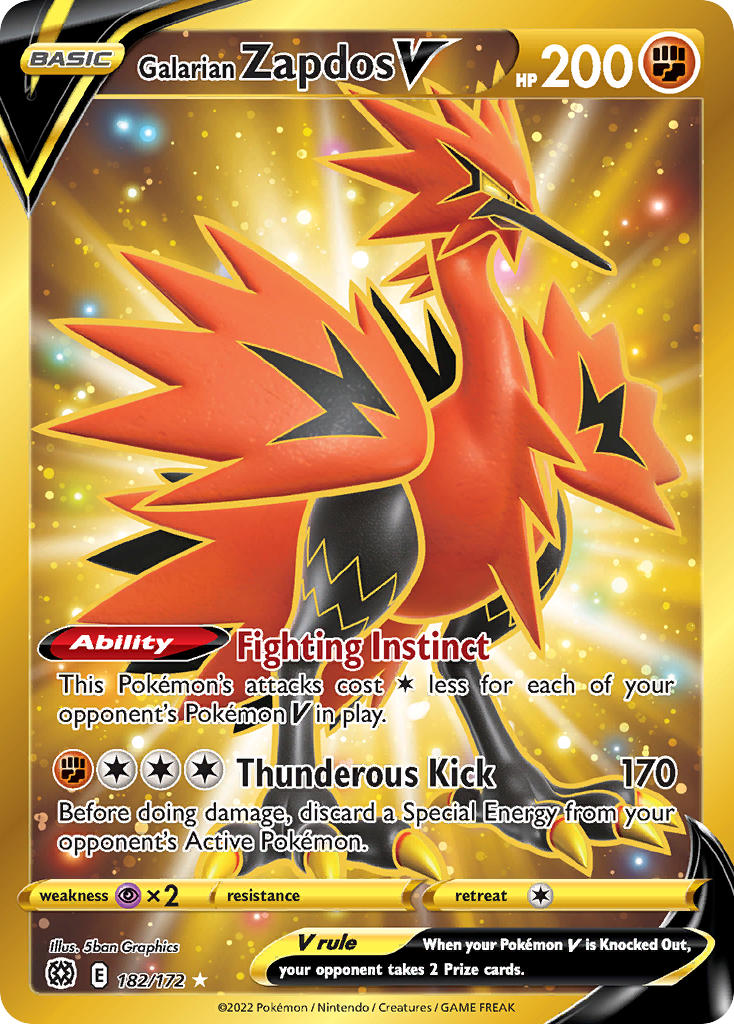 BASIC
Galarian Zapdos V
HP 200
Ability Fighting Instinct
This Pokémon's attacks cost less for each of your
opponent's Pokémon V in play.
Thunderous Kick 170
Before doing damage, discard a Special Energy from your
opponent's Active Pokémon.
weakness ×2 resistance retreat
Illus. 5ban Graphics
V rule When your Pokémon V is Knocked Out,
your opponent takes 2 Prize cards.
E 182/172
©2022 Pokémon / Nintendo / Creatures / GAME FREAK